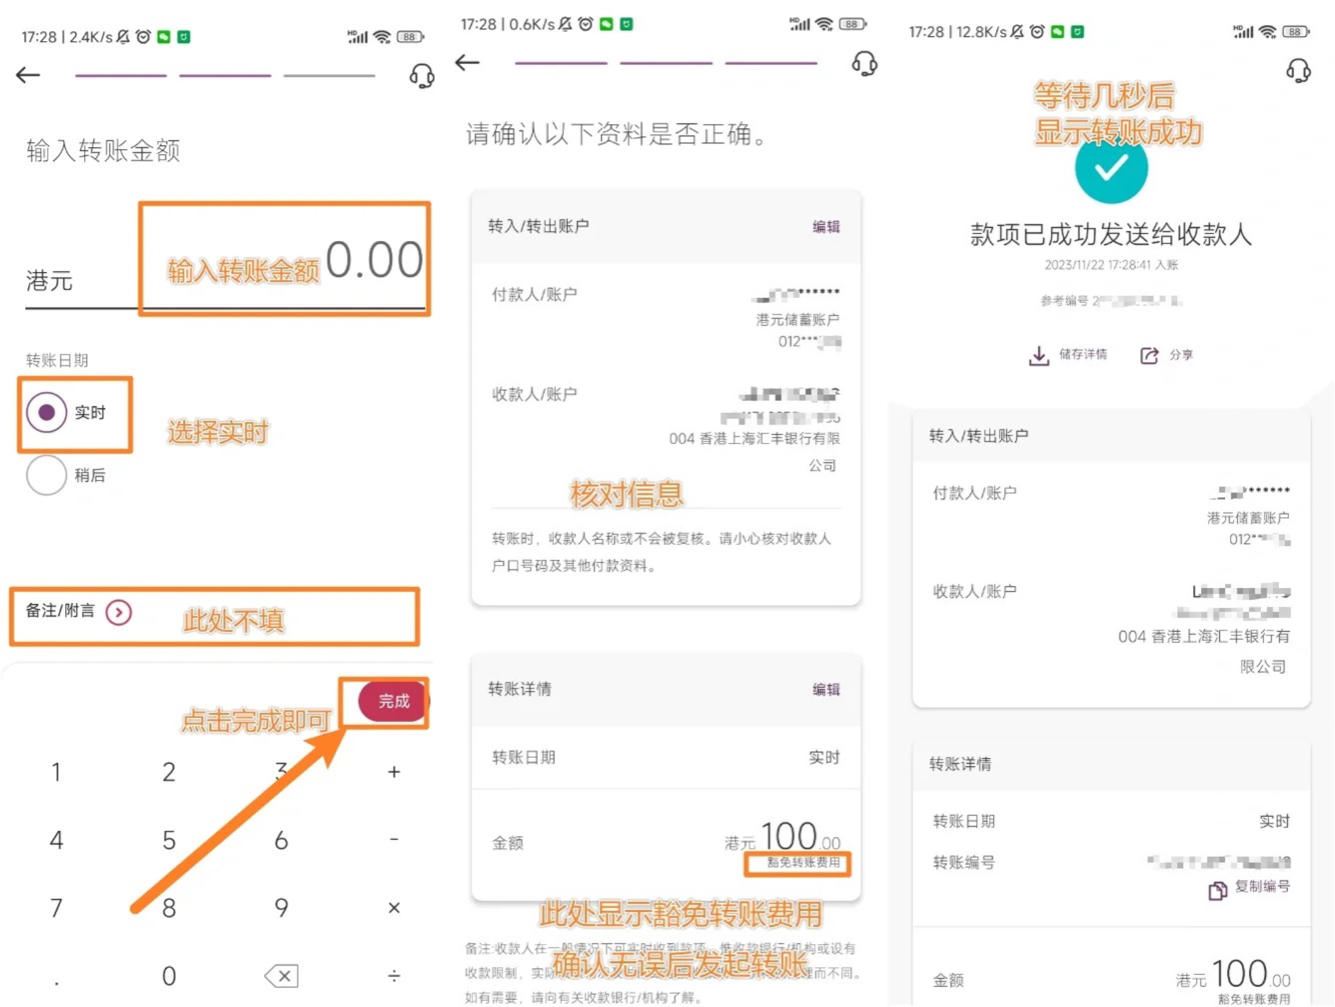 17:28 | 2.4K/s
88
输入转账金额
港元
输入转账金额
0.00
转账日期
实时
选择实时
稍后
备注/附言
此处不填
完成
点击完成即可
1 2 3 +
4 5 6 -
7 8 9 ×
. 0 ÷
17:28 | 0.6K/s
88
请确认以下资料是否正确。
转入/转出账户 编辑
付款人/账户
******
港元储蓄账户
012***
收款人/账户
004 香港上海汇丰银行有限
公司
核对信息
转账时，收款人名称或不会被复核。请小心核对收款人
户口号码及其他付款资料。
转账详情 编辑
转账日期 实时
金额 港元 100.00
豁免转账费用
此处显示豁免转账费用
备注:收款人在一般情况下可实时收到款项，惟收款银行/机构或设有
确认无误后发起转账
收款限制，实际
理而不同。
如有需要，请向有关收款银行/机构了解。
17:28 | 12.8K/s
88
等待几秒后
显示转账成功
款项已成功发送给收款人
2023/11/22 17:28:41 入账
参考编号 2
储存详情 分享
转入/转出账户
付款人/账户
******
港元储蓄账户
012**
收款人/账户
004 香港上海汇丰银行有
限公司
转账详情
转账日期 实时
转账编号
复制编号
金额 港元 100.00
豁免转账费用